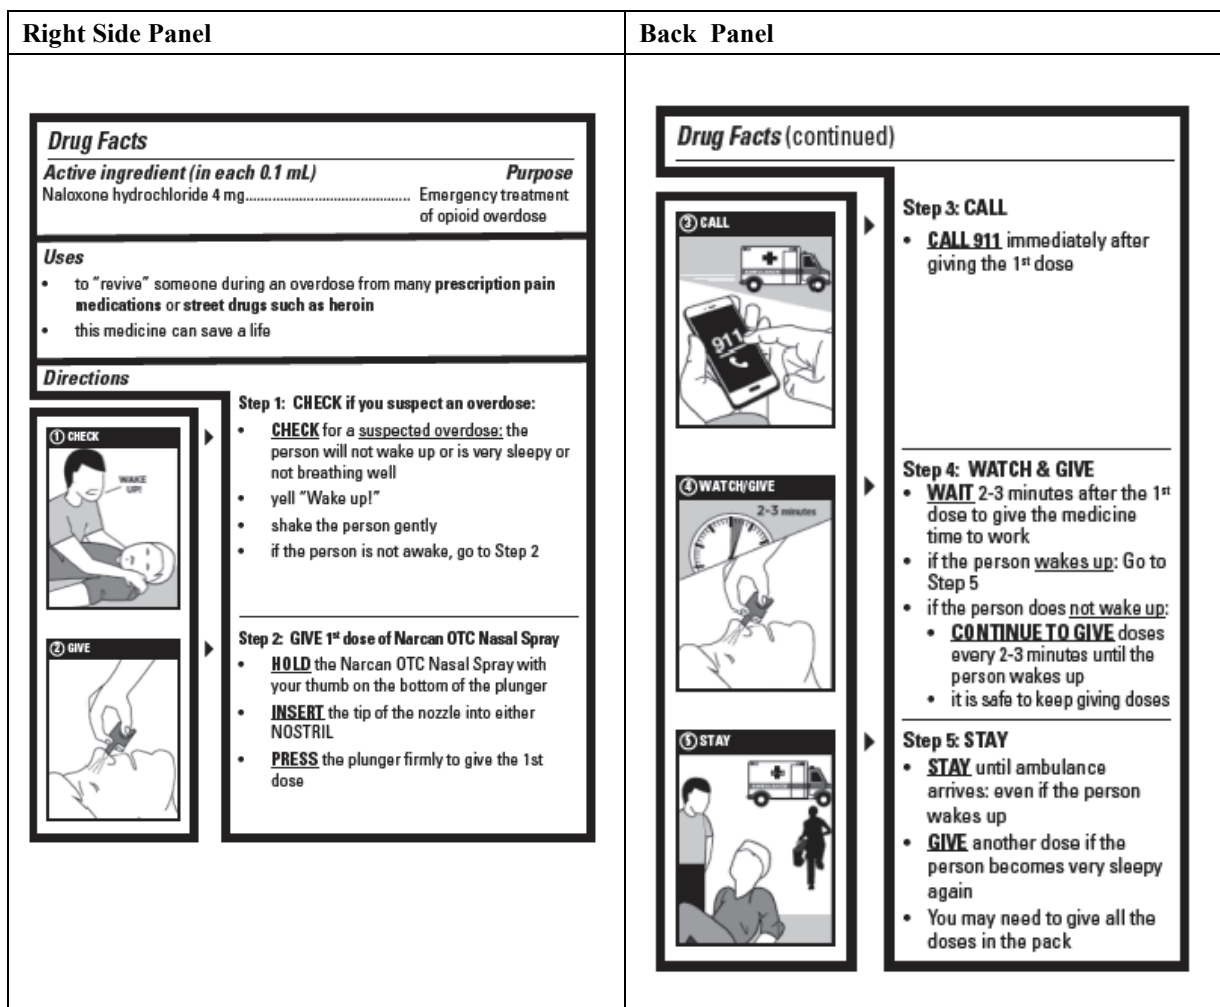 Right Side Panel
Drug Facts
Active ingredient (in each 0.1 mL) Purpose
Naloxone hydrochloride 4 mg............................................. Emergency treatment
of opioid overdose
Uses
• to “revive” someone during an overdose from many prescription pain
medications or street drugs such as heroin
• this medicine can save a life
Directions
① CHECK
WAKE
UP!
Step 1: CHECK if you suspect an overdose:
• CHECK for a suspected overdose: the
person will not wake up or is very sleepy or
not breathing well
• yell “Wake up!”
• shake the person gently
• if the person is not awake, go to Step 2
② GIVE
Step 2: GIVE 1st dose of Narcan OTC Nasal Spray
• HOLD the Narcan OTC Nasal Spray with
your thumb on the bottom of the plunger
• INSERT the tip of the nozzle into either
NOSTRIL
• PRESS the plunger firmly to give the 1st
dose
Back Panel
Drug Facts (continued)
③ CALL
AMBULANCE
911
Step 3: CALL
• CALL 911 immediately after
giving the 1st dose
④ WATCH/GIVE
2-3 minutes
Step 4: WATCH & GIVE
• WAIT 2-3 minutes after the 1st
dose to give the medicine
time to work
• if the person wakes up: Go to
Step 5
• if the person does not wake up:
• CONTINUE TO GIVE doses
every 2-3 minutes until the
person wakes up
• it is safe to keep giving doses
⑤ STAY
AMBULANCE
Step 5: STAY
• STAY until ambulance
arrives: even if the person
wakes up
• GIVE another dose if the
person becomes very sleepy
again
• You may need to give all the
doses in the pack